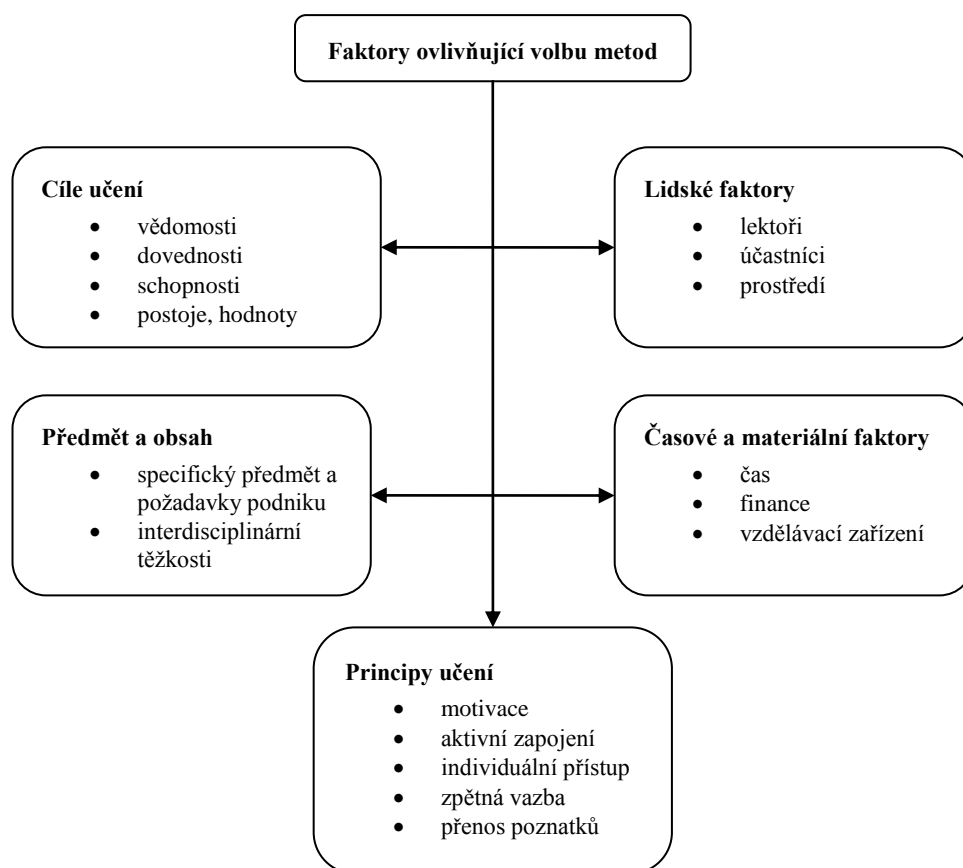 Faktory ovlivňující volbu metod
Cíle učení
• vědomosti
• dovednosti
• schopnosti
• postoje, hodnoty
Lidské faktory
• lektoři
• účastníci
• prostředí
Předmět a obsah
• specifický předmět a
požadavky podniku
• interdisciplinární
těžkosti
Časové a materiální faktory
• čas
• finance
• vzdělávací zařízení
Principy učení
• motivace
• aktivní zapojení
• individuální přístup
• zpětná vazba
• přenos poznatků